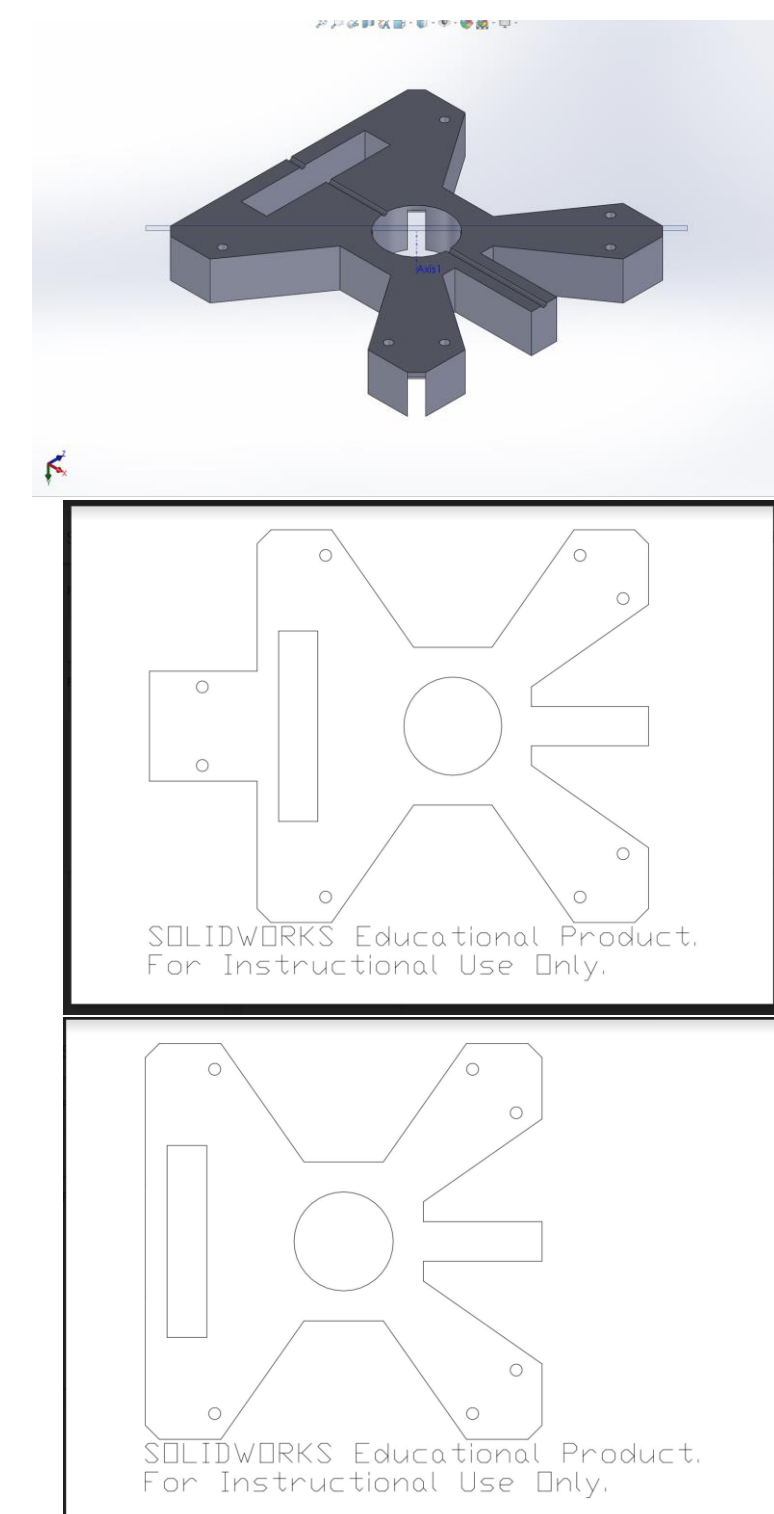 Axis1
Z
X
Y
SOLIDWORKS Educational Product.
For Instructional Use Only.
SOLIDWORKS Educational Product.
For Instructional Use Only.